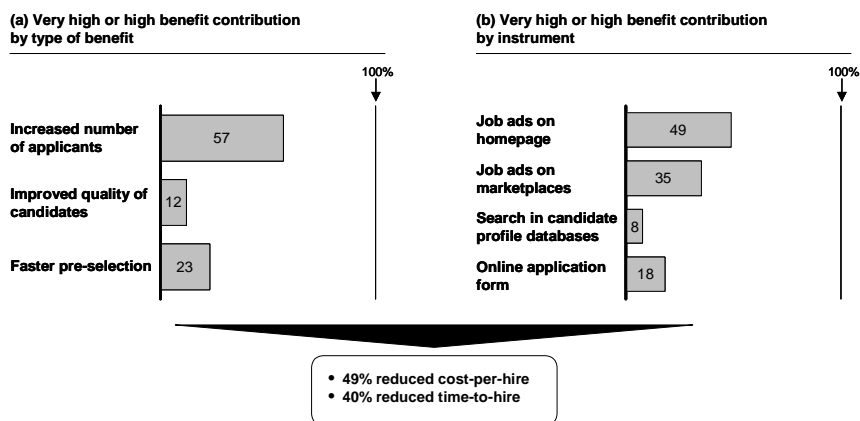 (a) Very high or high benefit contribution
by type of benefit
100%
Increased number
of applicants
57
Improved quality of
candidates
12
Faster pre-selection
23
(b) Very high or high benefit contribution
by instrument
100%
Job ads on
homepage
49
Job ads on
marketplaces
35
Search in candidate
profile databases
8
Online application
form
18
• 49% reduced cost-per-hire
• 40% reduced time-to-hire